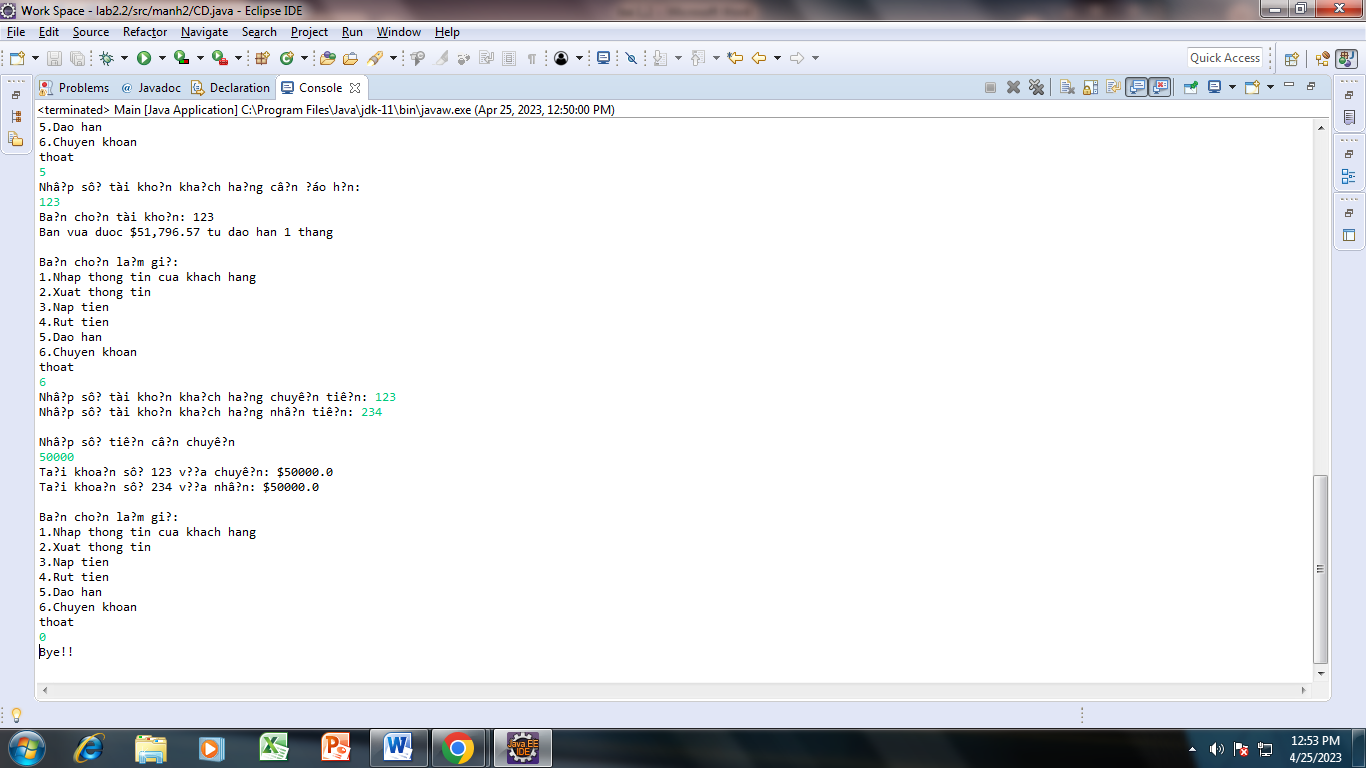 Work Space - lab2.2/src/manh2/CD.java - Eclipse IDE
File Edit Source Refactor Navigate Search Project Run Window Help
Quick Access
Problems @ Javadoc Declaration Console
<terminated> Main [Java Application] C:\Program Files\Java\jdk-11\bin\javaw.exe (Apr 25, 2023, 12:50:00 PM)
5.Dao han
6.Chuyen khoan
thoat
5
Nhâ?p sô? tài kho?n kha?ch ha?ng câ?n ?áo h?n:
123
Ba?n cho?n tài kho?n: 123
Ban vua duoc $51,796.57 tu dao han 1 thang
Ba?n cho?n la?m gi?:
1.Nhap thong tin cua khach hang
2.Xuat thong tin
3.Nap tien
4.Rut tien
5.Dao han
6.Chuyen khoan
thoat
6
Nhâ?p sô? tài kho?n kha?ch ha?ng chuyê?n tiê?n: 123
Nhâ?p sô? tài kho?n kha?ch ha?ng nhâ?n tiê?n: 234
Nhâ?p sô? tiê?n câ?n chuyê?n
50000
Ta?i khoa?n sô? 123 v??a chuyê?n: $50000.0
Ta?i khoa?n sô? 234 v??a nhâ?n: $50000.0
Ba?n cho?n la?m gi?:
1.Nhap thong tin cua khach hang
2.Xuat thong tin
3.Nap tien
4.Rut tien
5.Dao han
6.Chuyen khoan
thoat
0
Bye!!
Java EE
IDE
12:53 PM
4/25/2023